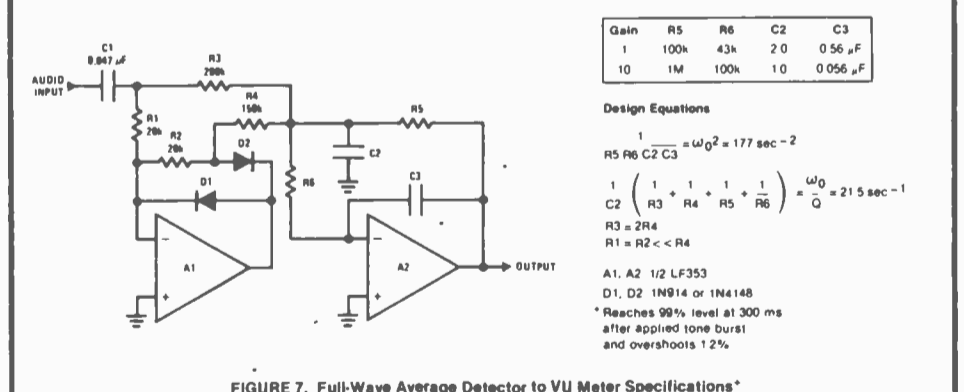 C1
0.047 μF
AUDIO
INPUT
R3
200k
R4
150k
R5
R1
20k
R2
20k
D2
D1
R6
C2
C3
A1
A2
−
+
−
+
OUTPUT
Gain R5 R6 C2 C3
1 100k 43k 2 0 0 56 μF
10 1M 100k 1 0 0 056 μF
Design Equations
1
R5 R6 C2 C3 = ω0 2 = 177 sec − 2
1 ( 1 + 1 + 1 + 1 ) = ω0 = 21 5 sec − 1
C2 R3 R4 R5 R6 Q
R3 = 2R4
R1 = R2 < < R4
A1, A2 1/2 LF353
D1, D2 1N914 or 1N4148
* Reaches 99% level at 300 ms
after applied tone burst
and overshoots 1 2%
FIGURE 7. Full-Wave Average Detector to VU Meter Specifications*